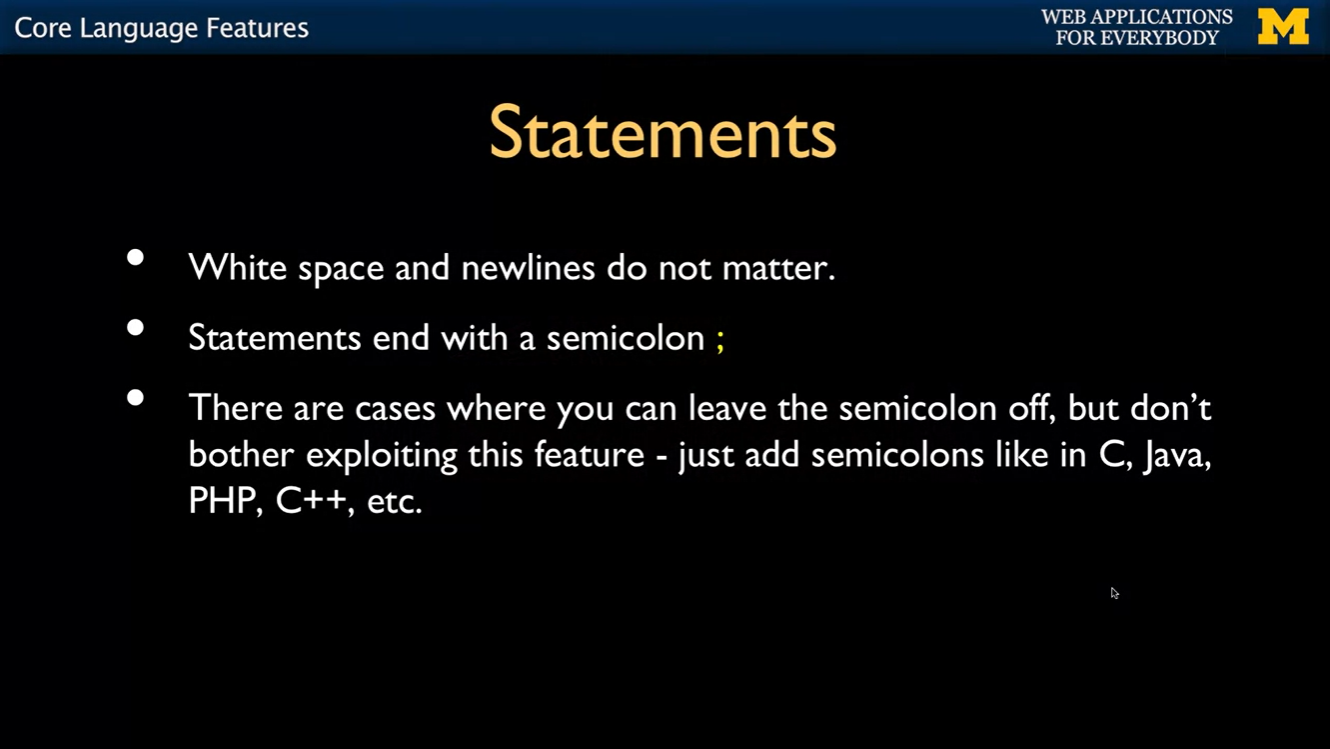 Core Language Features
WEB APPLICATIONS
FOR EVERYBODY
M
Statements
• White space and newlines do not matter.
• Statements end with a semicolon ;
• There are cases where you can leave the semicolon off, but don’t
bother exploiting this feature - just add semicolons like in C, Java,
PHP, C++, etc.